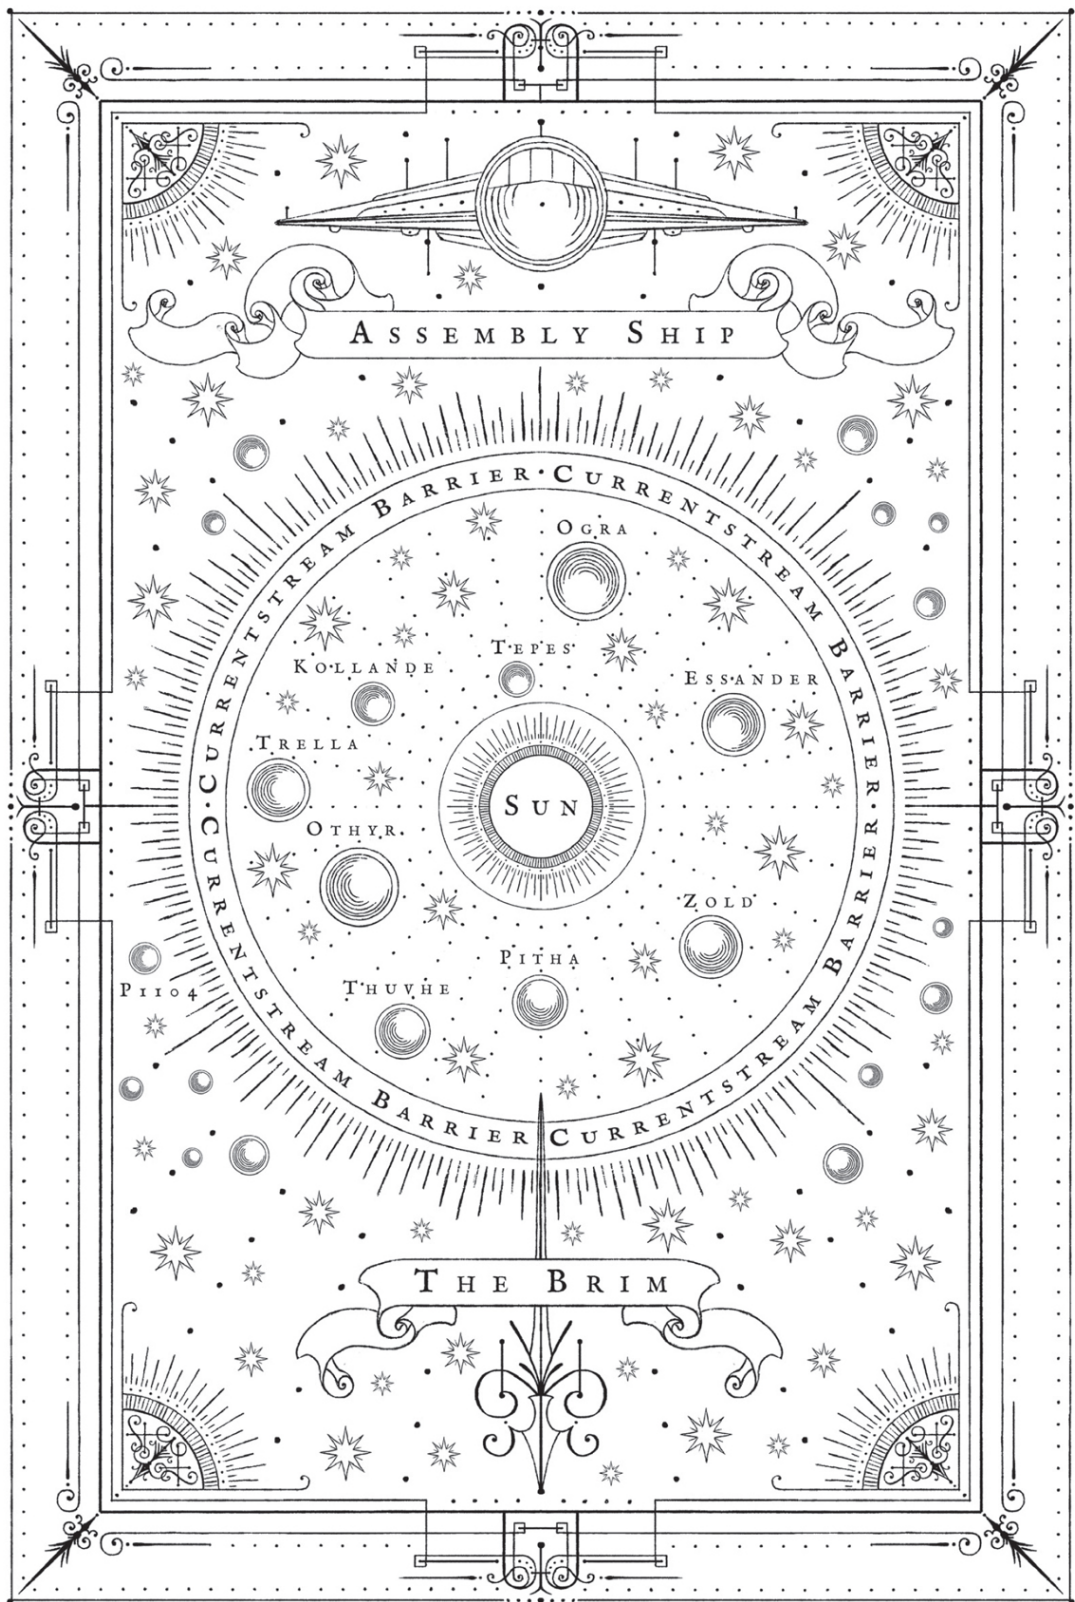 ASSEMBLY SHIP
CURRENTSTREAM BARRIER · CURRENTSTREAM BARRIER · CURRENTSTREAM BARRIER CURRENTSTREAM BARRIER ·
OGRA
TEPES
KOLLANDE
ESSANDER
TRELLA
SUN
OTHYR
ZOLD
PITHA
THUVHE
P1104
THE BRIM